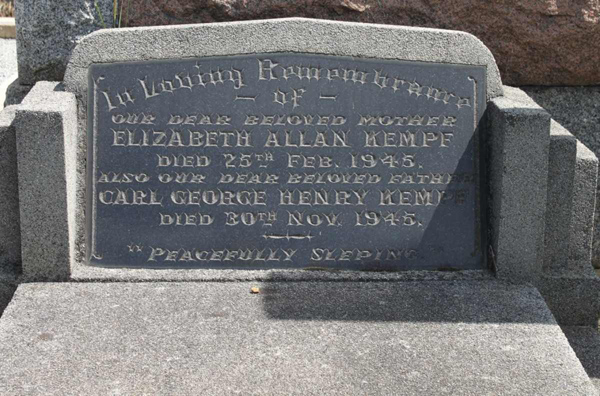 In Loving Remembrance
— of —
OUR DEAR BELOVED MOTHER
ELIZABETH ALLAN KEMPF
DIED 25TH FEB. 1945.
ALSO OUR DEAR BELOVED FATHER
CARL GEORGE HENRY KEMPF
DIED 30TH NOV. 1945.
"PEACEFULLY SLEPING